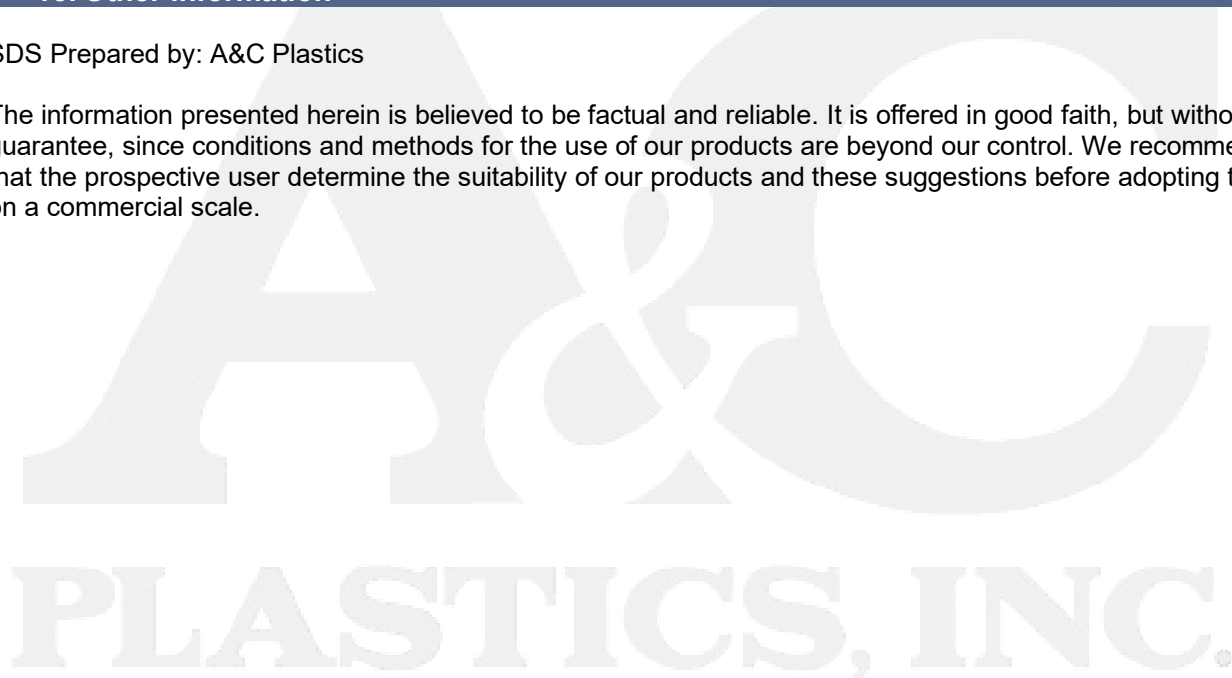 SDS Prepared by: A&C Plastics
The information presented herein is believed to be factual and reliable. It is offered in good faith, but
guarantee, since conditions and methods for the use of our products are beyond our control. We
that the prospective user determine the suitability of our products and these suggestions before adopting
on a commercial scale.
A&C
PLASTICS, INC.